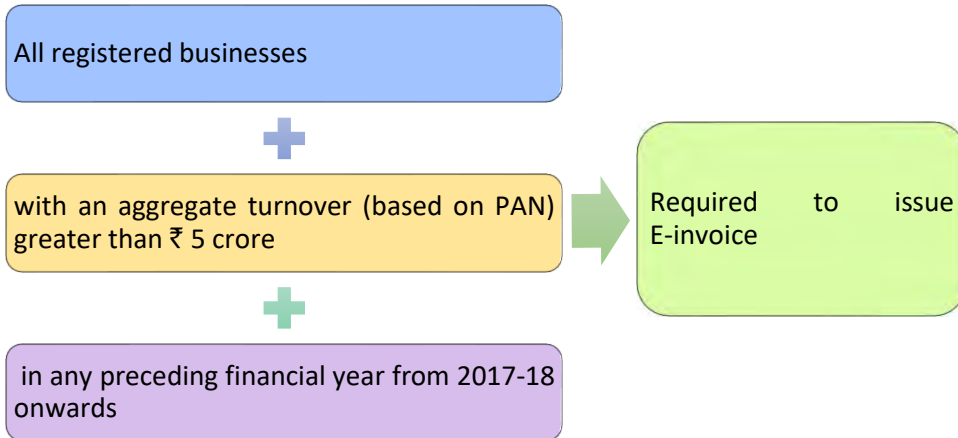 All registered businesses
with an aggregate turnover (based on PAN)
greater than ₹ 5 crore
in any preceding financial year from 2017-18
onwards
Required to issue
E-invoice